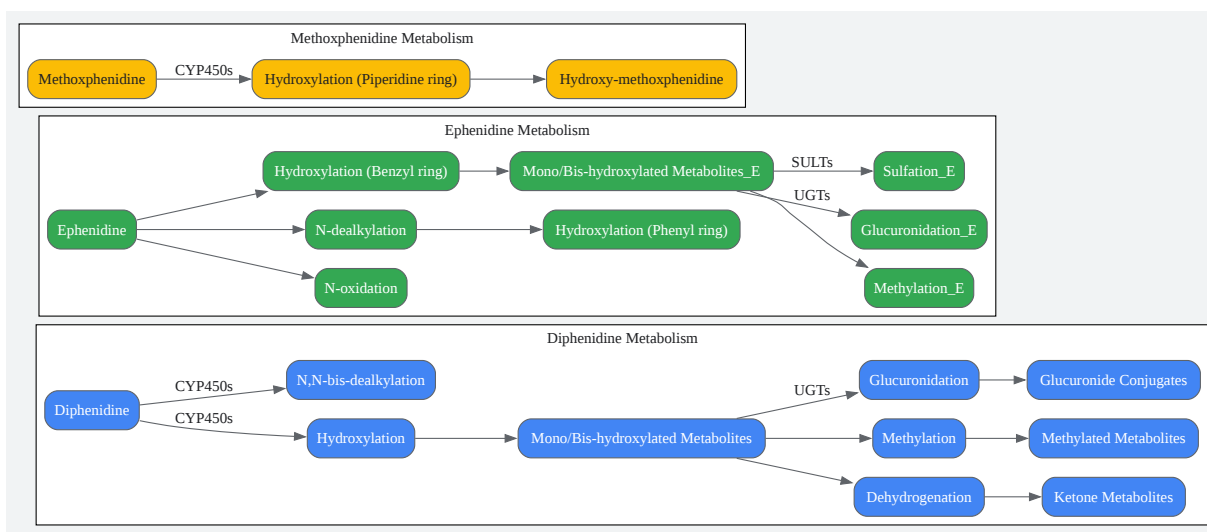 Methoxphenidine Metabolism
Methoxphenidine
CYP450s
Hydroxylation (Piperidine ring)
Hydroxy-methoxphenidine
Ephenidine Metabolism
Hydroxylation (Benzyl ring)
Mono/Bis-hydroxylated Metabolites_E
SULTs
Sulfation_E
UGTs
Ephenidine
N-dealkylation
Hydroxylation (Phenyl ring)
Glucuronidation_E
N-oxidation
Methylation_E
Diphenidine Metabolism
Diphenidine
CYP450s
N,N-bis-dealkylation
CYP450s
Hydroxylation
Mono/Bis-hydroxylated Metabolites
UGTs
Glucuronidation
Glucuronide Conjugates
Methylation
Methylated Metabolites
Dehydrogenation
Ketone Metabolites